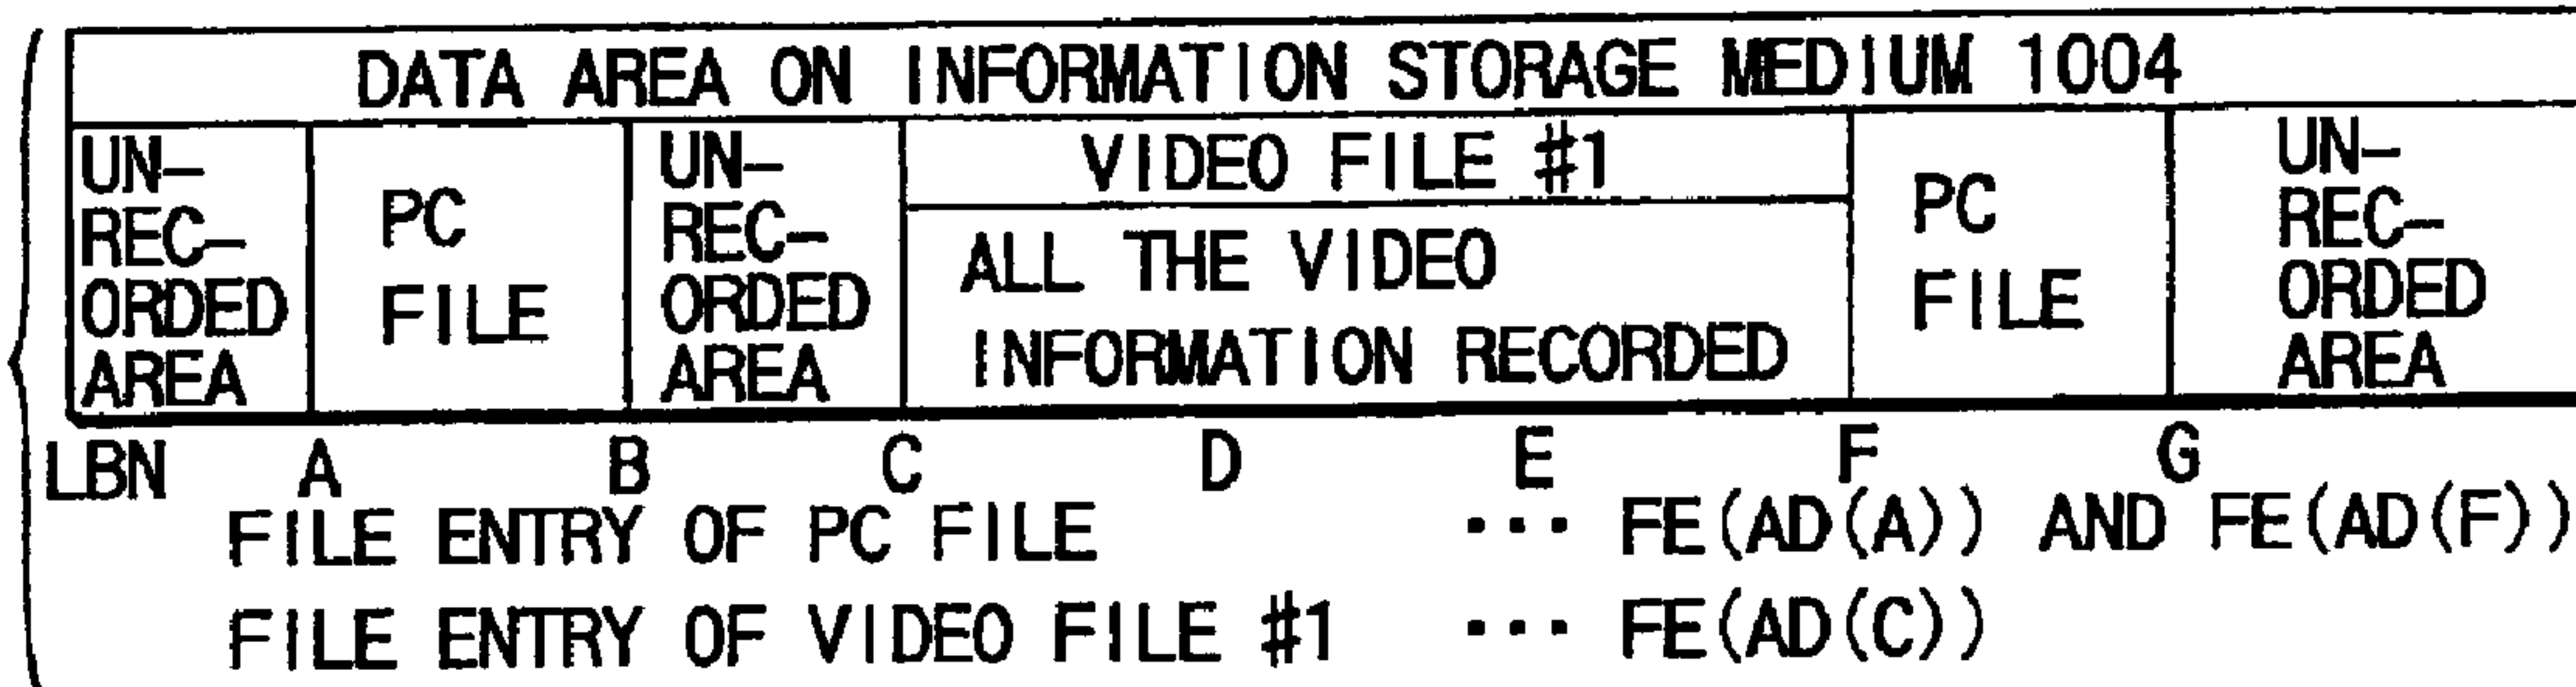 DATA AREA ON INFORMATION STORAGE MEDIUM 1004
UN-
REC-
ORDED
AREA
PC
FILE
UN-
REC-
ORDED
AREA
VIDEO FILE #1
ALL THE VIDEO
INFORMATION RECORDED
PC
FILE
UN-
REC-
ORDED
AREA
LBN A B C D E F G
FILE ENTRY OF PC FILE ··· FE(AD(A)) AND FE(AD(F))
FILE ENTRY OF VIDEO FILE #1 ··· FE(AD(C))